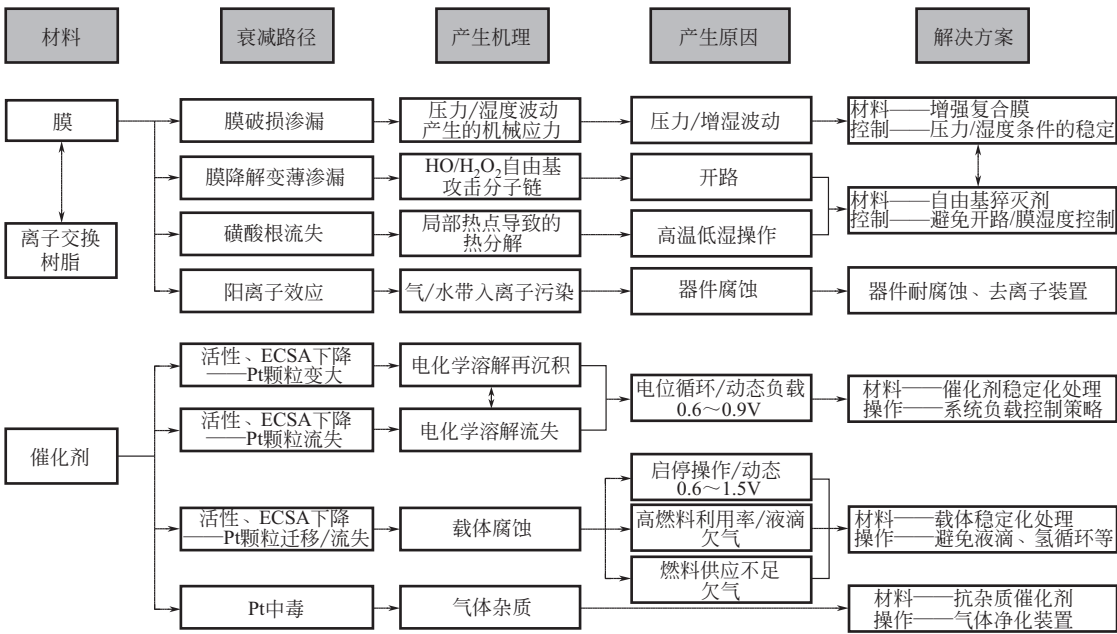 材料
衰减路径
产生机理
产生原因
解决方案
膜
膜破损渗漏
压力/湿度波动
产生的机械应力
压力/增湿波动
材料——增强复合膜
控制——压力/湿度条件的稳定
膜降解变薄渗漏
HO/H₂O₂自由基
攻击分子链
开路
材料——自由基猝灭剂
控制——避免开路/膜湿度控制
离子交换
树脂
磺酸根流失
局部热点导致的
热分解
高温低湿操作
阳离子效应
气/水带入离子污染
器件腐蚀
器件耐腐蚀、去离子装置
催化剂
活性、ECSA下降
——Pt颗粒变大
电化学溶解再沉积
活性、ECSA下降
——Pt颗粒流失
电化学溶解流失
电位循环/动态负载
0.6～0.9V
材料——催化剂稳定化处理
操作——系统负载控制策略
活性、ECSA下降
——Pt颗粒迁移/流失
载体腐蚀
启停操作/动态
0.6～1.5V
高燃料利用率/液滴
欠气
燃料供应不足
欠气
材料——载体稳定化处理
操作——避免液滴、氢循环等
Pt中毒
气体杂质
材料——抗杂质催化剂
操作——气体净化装置